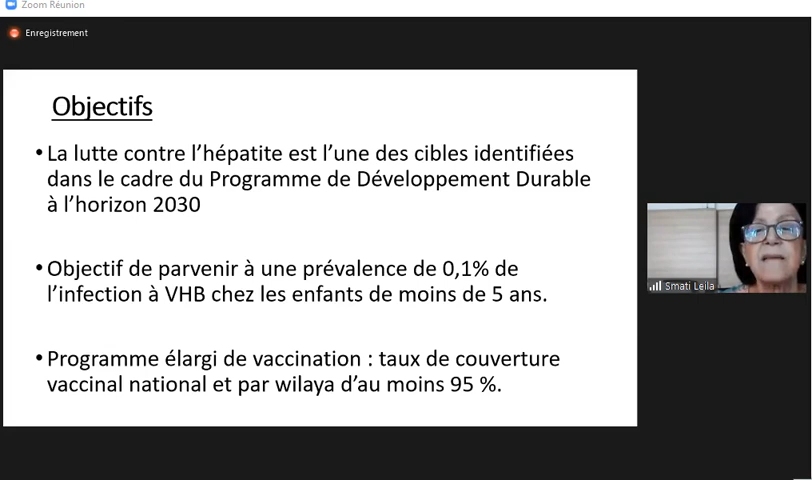 Zoom Réunion
Enregistrement
Objectifs
• La lutte contre l’hépatite est l’une des cibles identifiées
dans le cadre du Programme de Développement Durable
à l’horizon 2030
• Objectif de parvenir à une prévalence de 0,1% de
l’infection à VHB chez les enfants de moins de 5 ans.
• Programme élargi de vaccination : taux de couverture
vaccinal national et par wilaya d’au moins 95 %.
Smati Leila